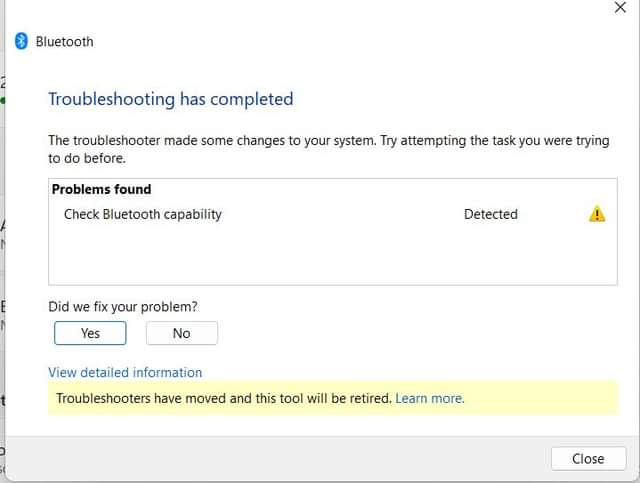 Bluetooth
Troubleshooting has completed
The troubleshooter made some changes to your system. Try attempting the task you were trying
to do before.
Problems found
Check Bluetooth capability Detected
Did we fix your problem?
Yes No
View detailed information
Troubleshooters have moved and this tool will be retired. Learn more.
Close